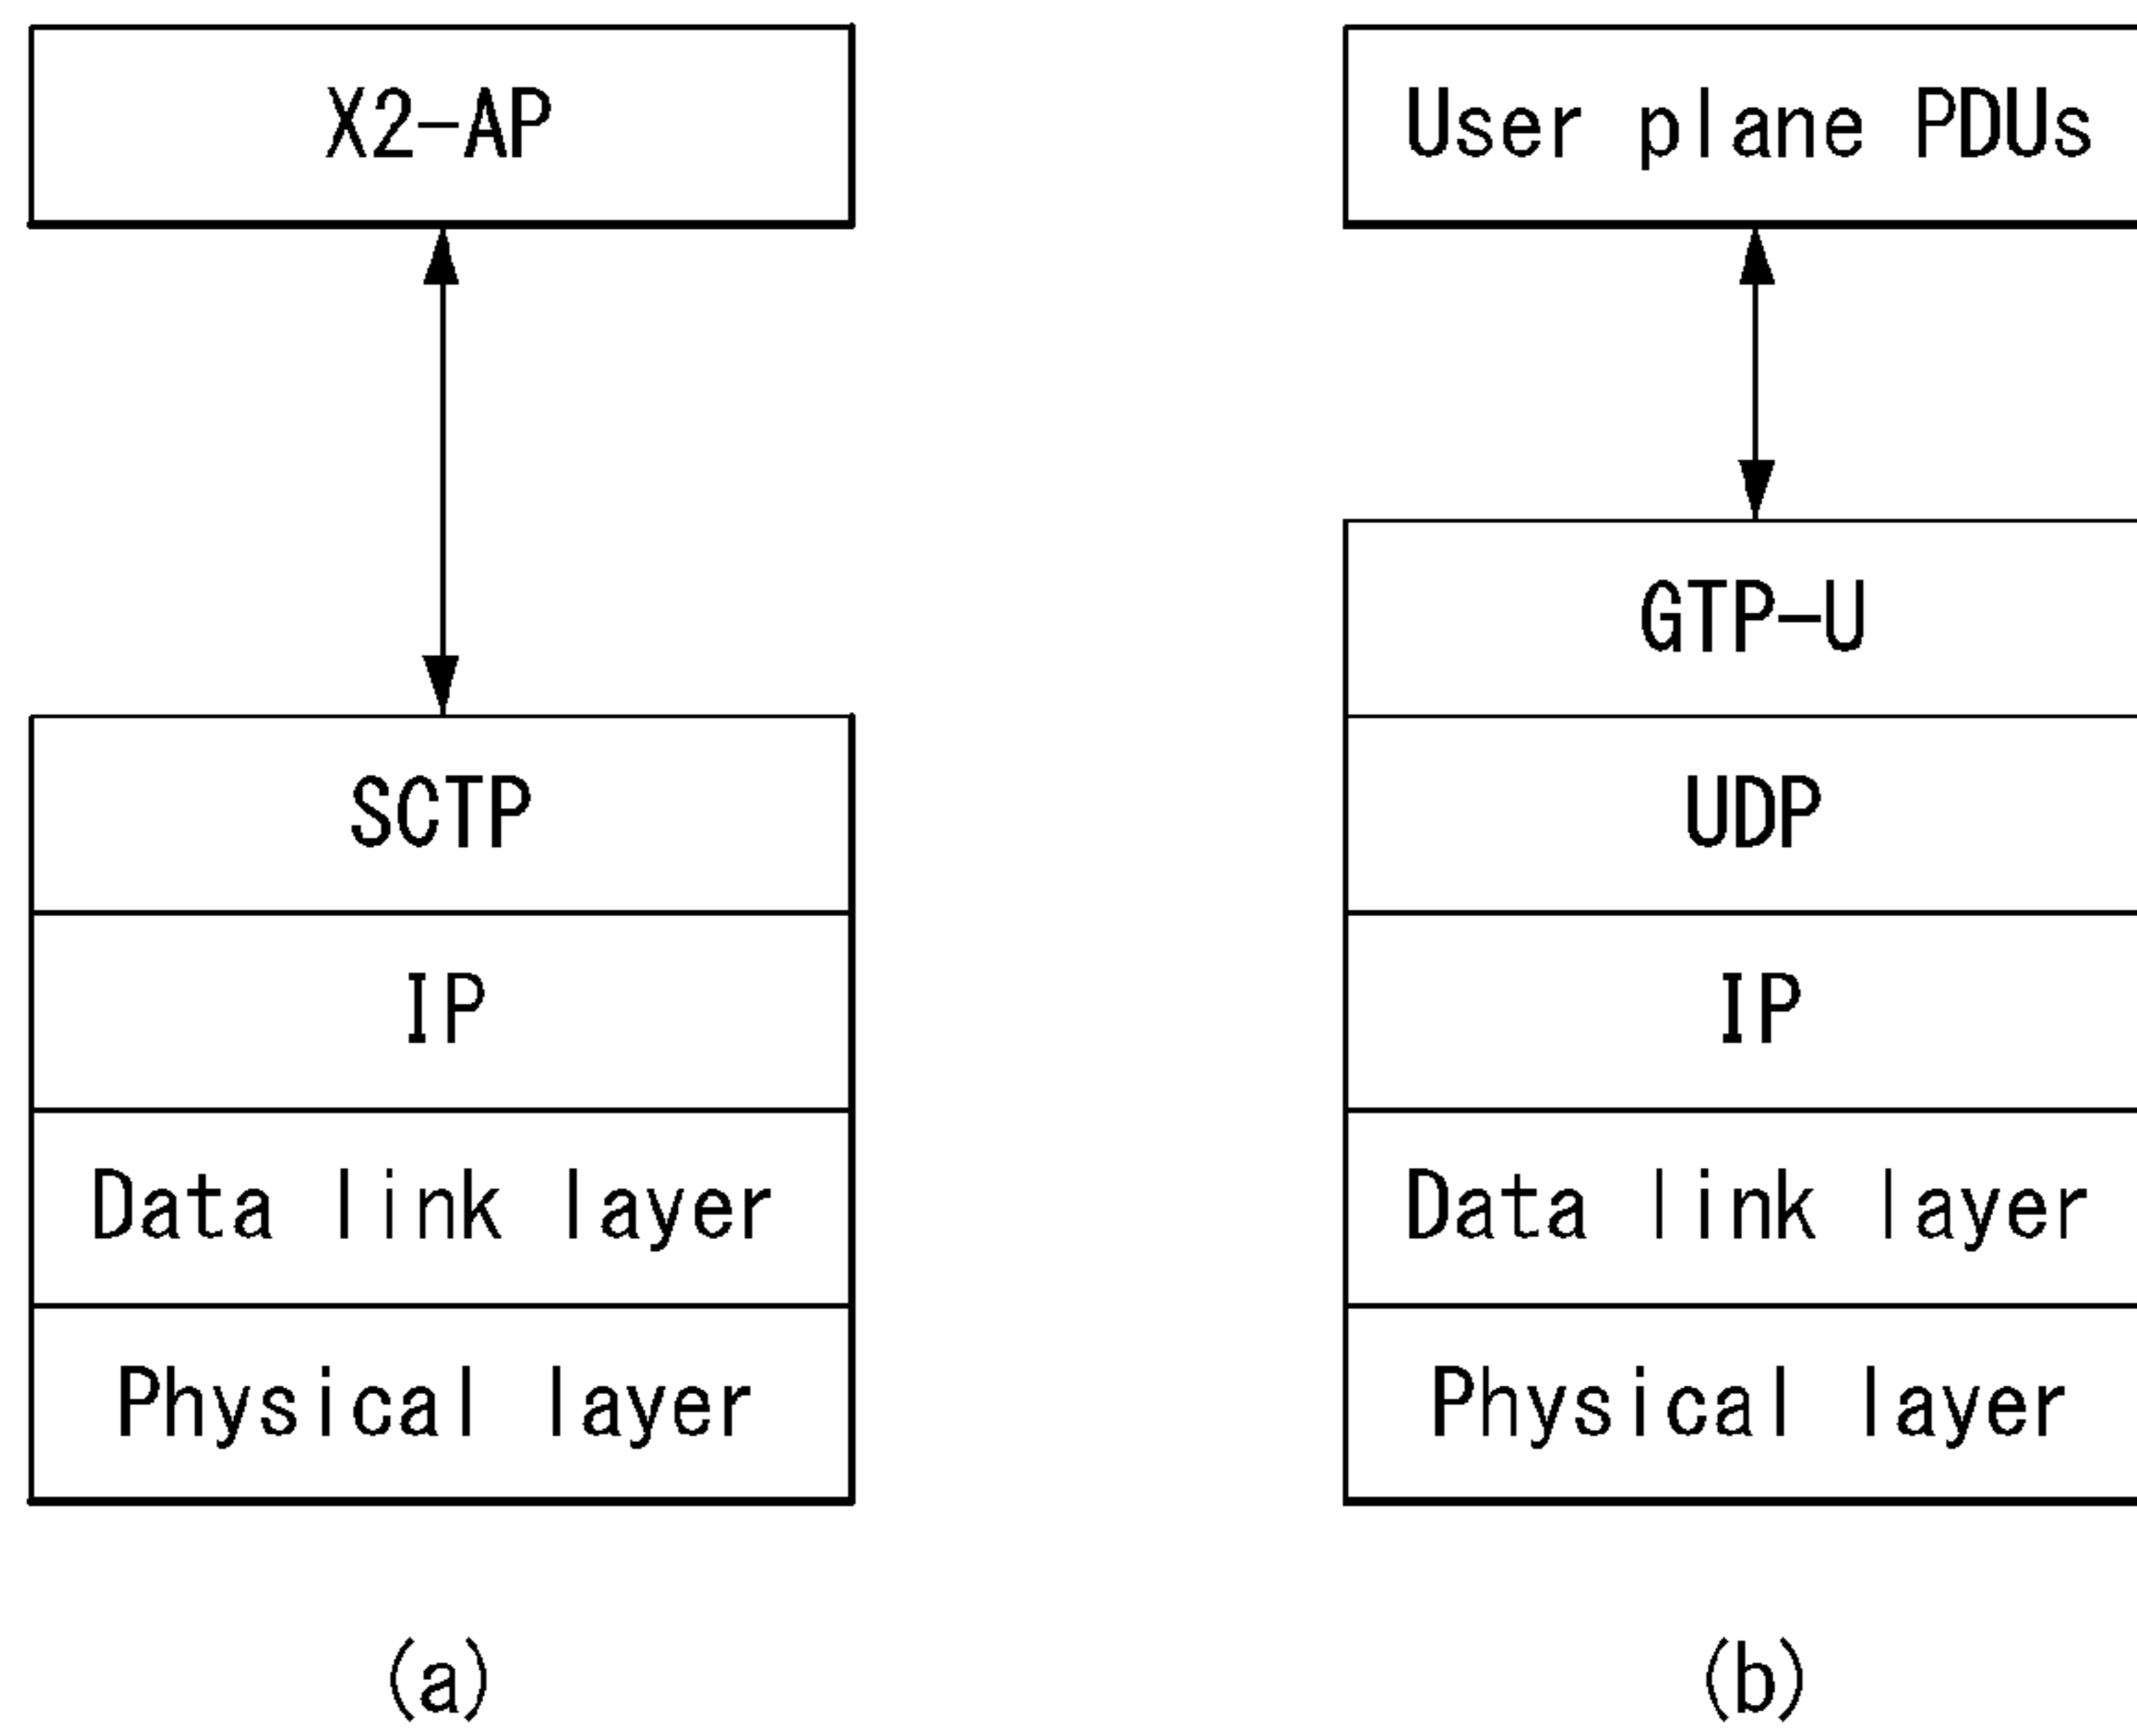 X2-AP
SCTP
IP
Data link layer
Physical layer
(a)
User plane PDUs
GTP-U
UDP
IP
Data link layer
Physical layer
(b)